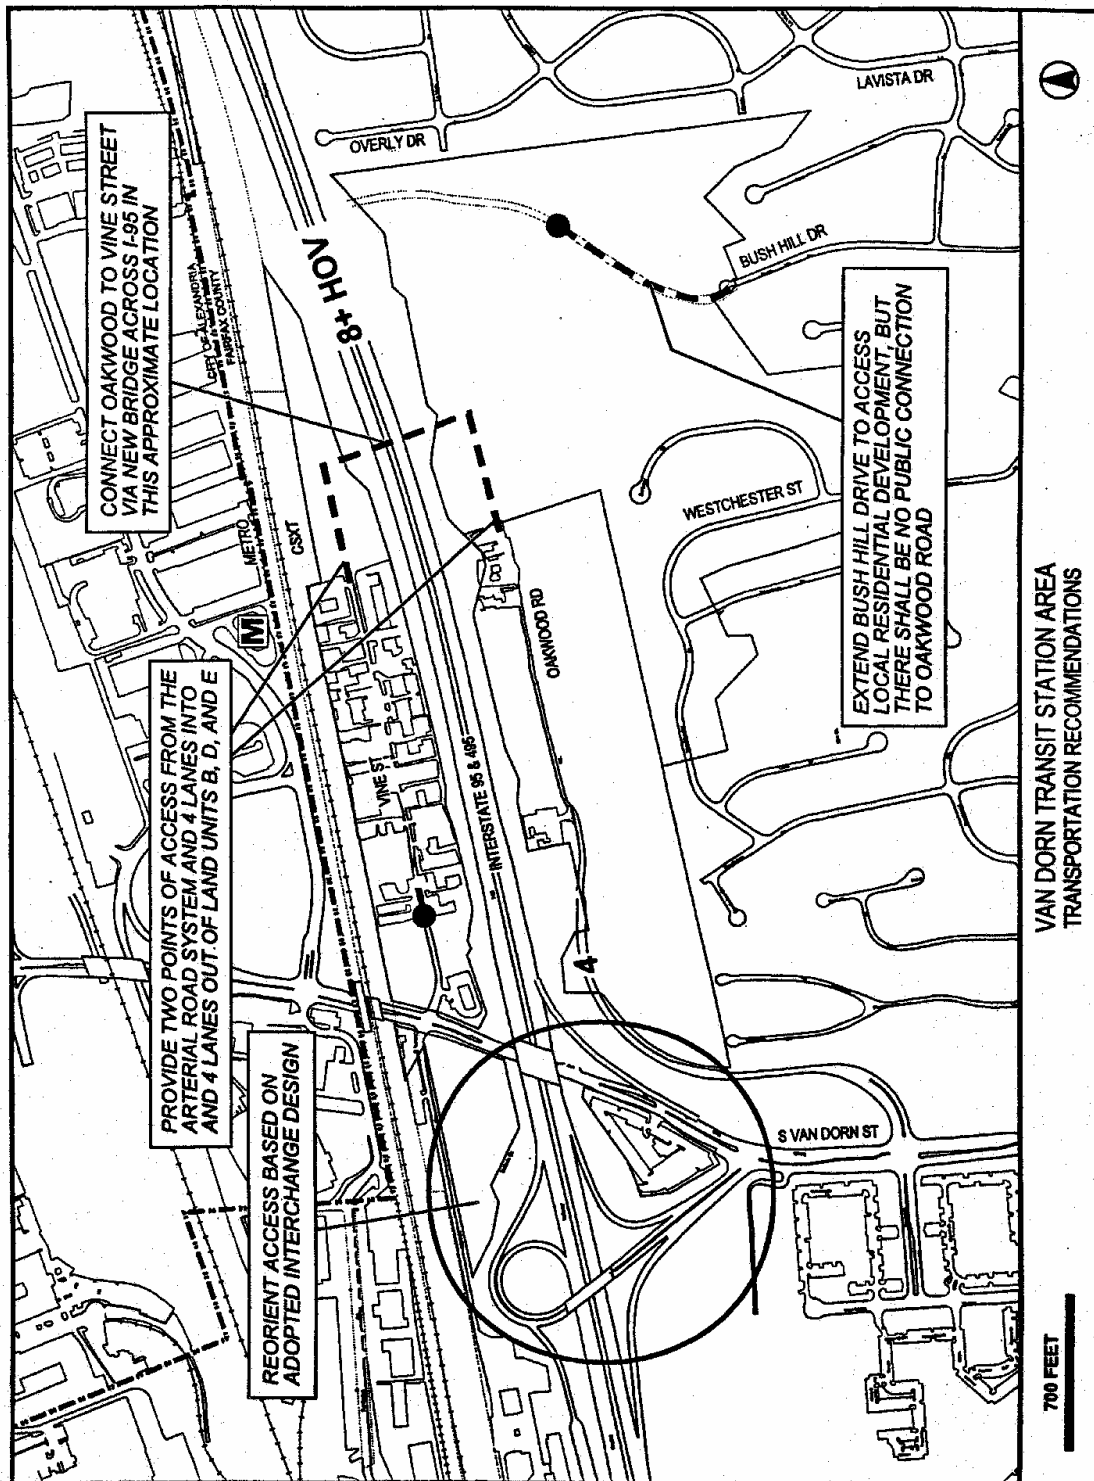 CONNECT OAKWOOD TO VINE STREET
VIA NEW BRIDGE ACROSS I-95 IN
THIS APPROXIMATE LOCATION
PROVIDE TWO POINTS OF ACCESS FROM THE
ARTERIAL ROAD SYSTEM AND 4 LANES INTO
AND 4 LANES OUT OF LAND UNITS B, D, AND E
REORIENT ACCESS BASED ON
ADOPTED INTERCHANGE DESIGN
EXTEND BUSH HILL DRIVE TO ACCESS
LOCAL RESIDENTIAL DEVELOPMENT, BUT
THERE SHALL BE NO PUBLIC CONNECTION
TO OAKWOOD ROAD
CITY OF ALEXANDRIA
FAIRFAX COUNTY
METRO
CSXT
M
8+ HOV
OVERLY DR
LAVISTA DR
BUSH HILL DR
WESTCHESTER ST
OAKWOOD RD
VINE ST
INTERSTATE 95 & 495
4
S VAN DORN ST
700 FEET
VAN DORN TRANSIT STATION AREA
TRANSPORTATION RECOMMENDATIONS